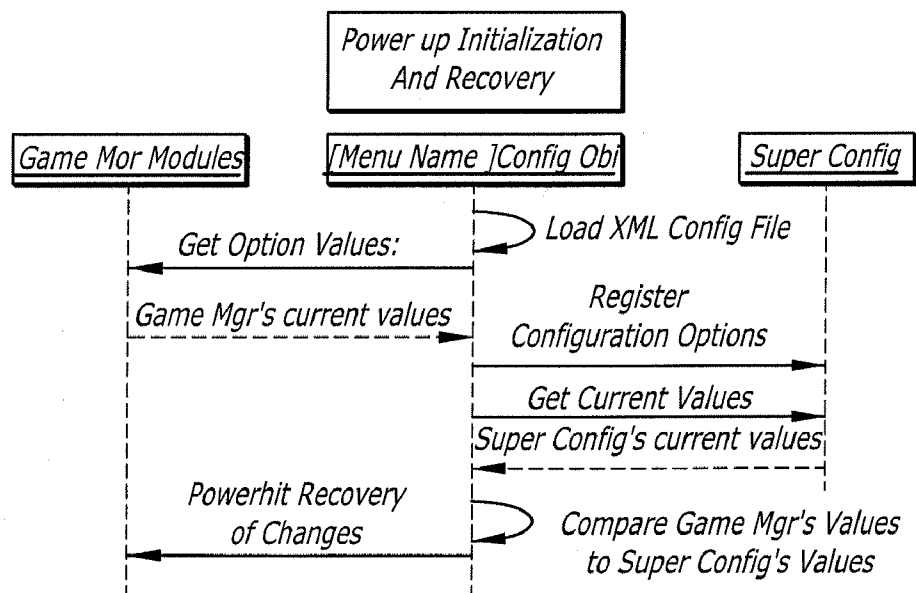 Power up Initialization
And Recovery
Game Mor Modules
[Menu Name ]Config Obi
Super Config
Load XML Config File
Get Option Values:
Register
Configuration Options
Game Mgr's current values
Get Current Values
Super Config's current values
Powerhit Recovery
of Changes
Compare Game Mgr's Values
to Super Config's Values